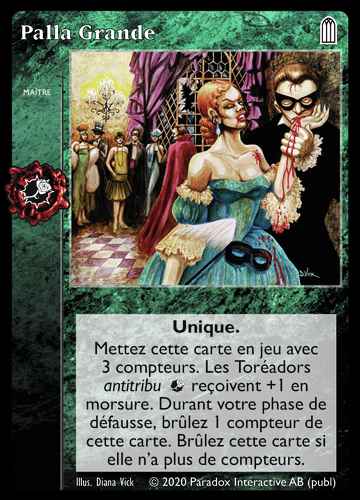 Palla Grande
MAÎTRE
D.VICK
Unique.
Mettez cette carte en jeu avec
3 compteurs. Les Toréadors
antitribu reçoivent +1 en
morsure. Durant votre phase de
défausse, brûlez 1 compteur de
cette carte. Brûlez cette carte si
elle n'a plus de compteurs.
Illus. Diana Vick © 2020 Paradox Interactive AB (publ)